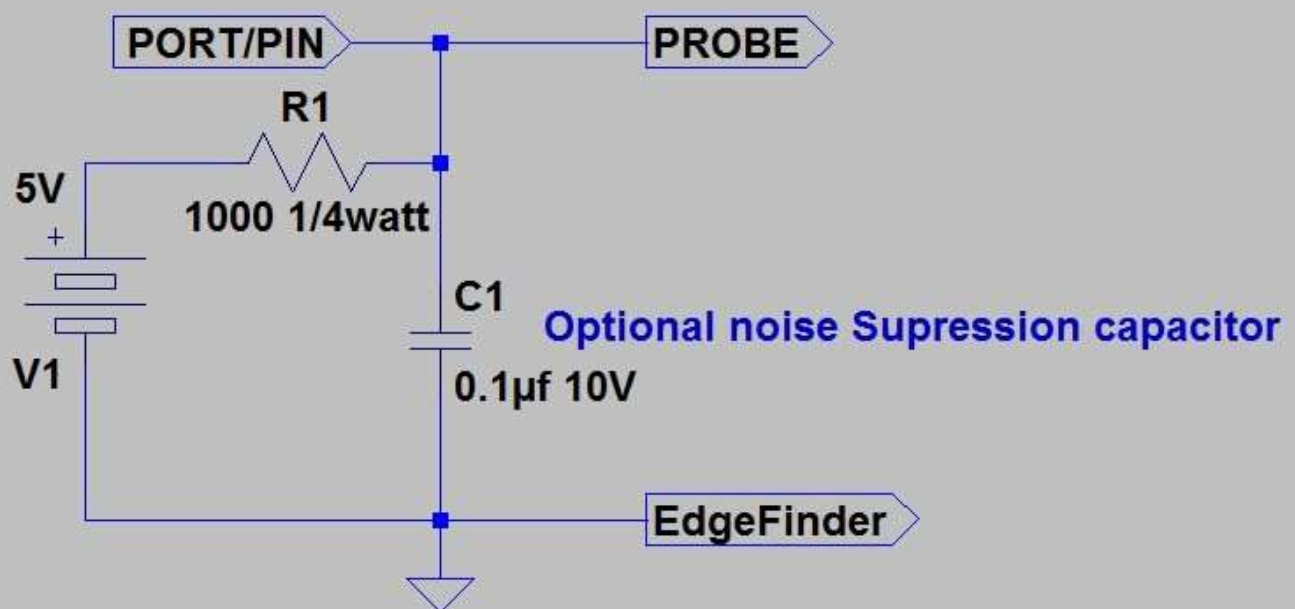 PORT/PIN
PROBE
R1
5V
1000 1/4watt
+
C1
Optional noise Supression capacitor
V1
0.1µf 10V
EdgeFinder